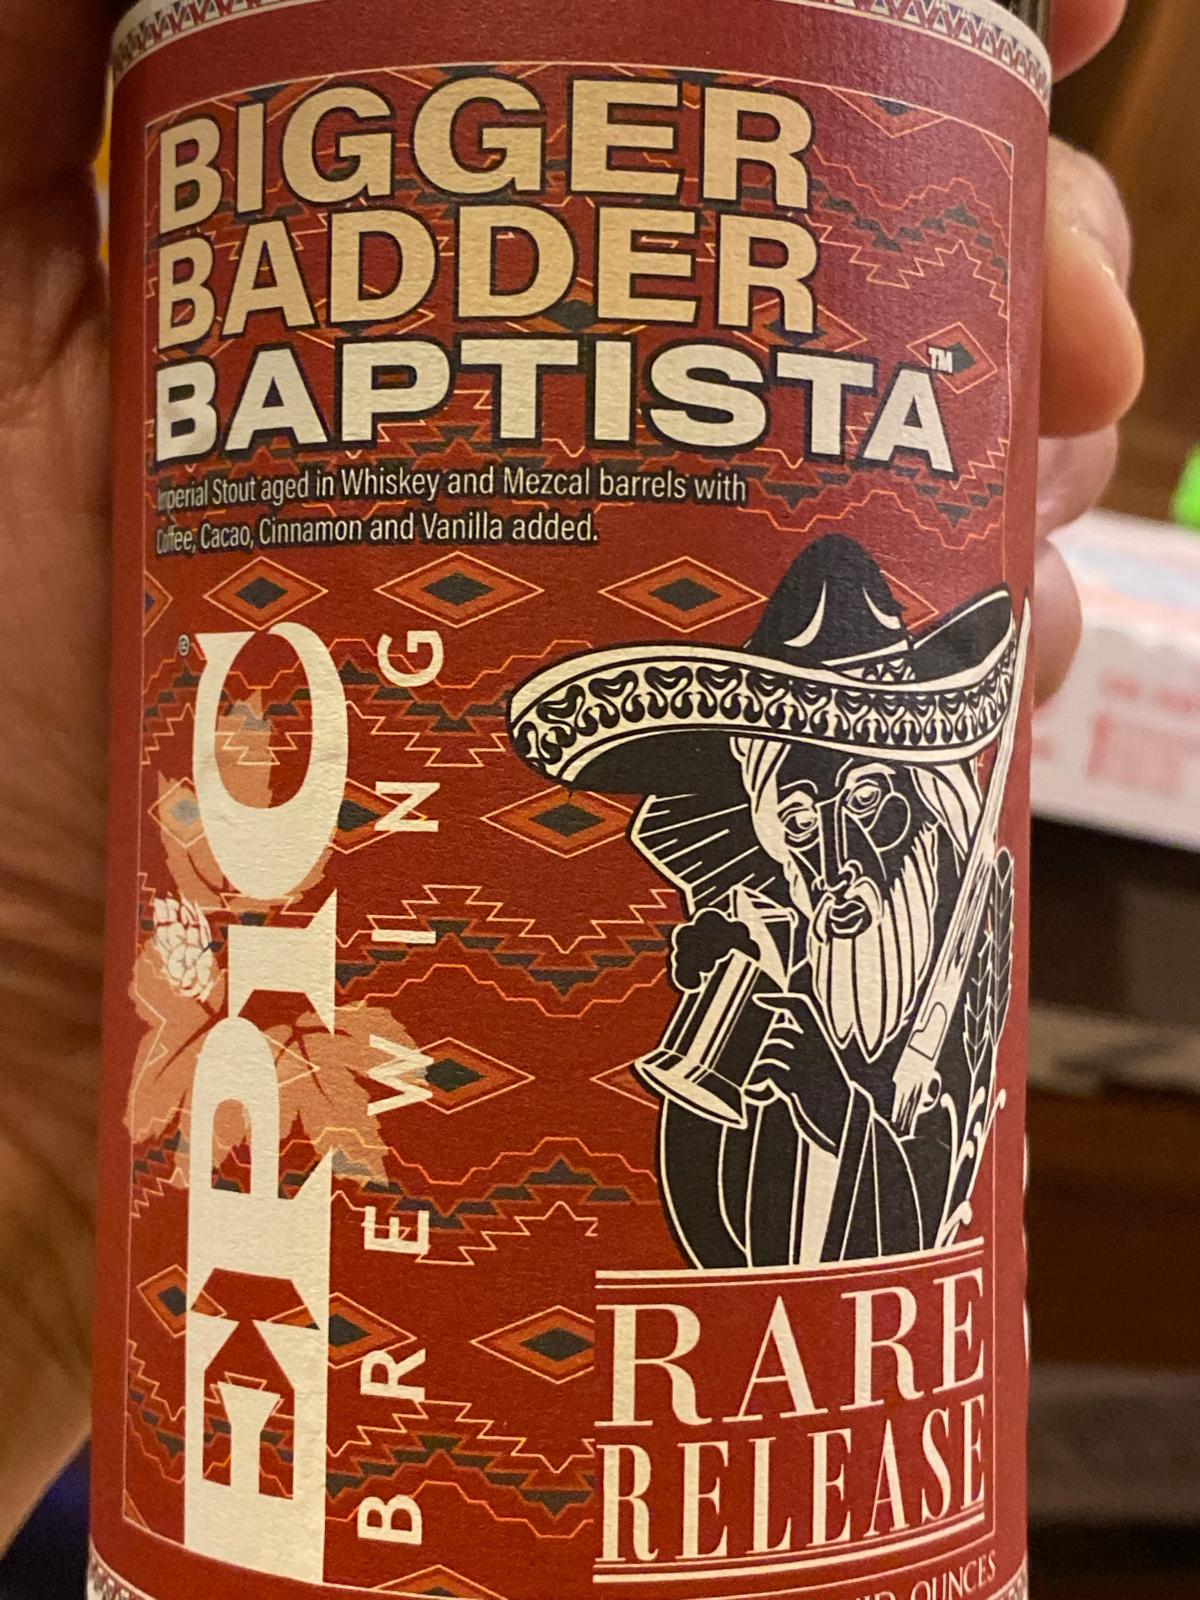 BIGGER
BADDER
BAPTISTA™
Imperial Stout aged in Whiskey and Mezcal barrels with
Coffee, Cacao, Cinnamon and Vanilla added.
EPIC®
BREWING
RARE
RELEASE
OUNCES